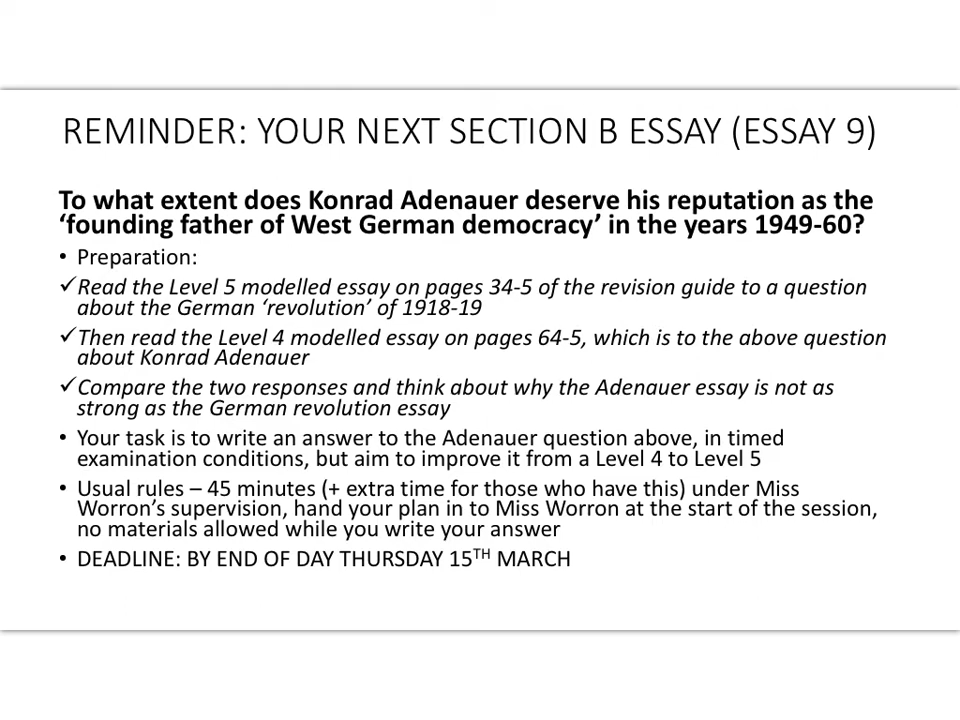 REMINDER: YOUR NEXT SECTION B ESSAY (ESSAY 9)
To what extent does Konrad Adenauer deserve his reputation as the
‘founding father of West German democracy’ in the years 1949-60?
• Preparation:
✓Read the Level 5 modelled essay on pages 34-5 of the revision guide to a question
about the German ‘revolution’ of 1918-19
✓Then read the Level 4 modelled essay on pages 64-5, which is to the above question
about Konrad Adenauer
✓Compare the two responses and think about why the Adenauer essay is not as
strong as the German revolution essay
• Your task is to write an answer to the Adenauer question above, in timed
examination conditions, but aim to improve it from a Level 4 to Level 5
• Usual rules – 45 minutes (+ extra time for those who have this) under Miss
Worron’s supervision, hand your plan in to Miss Worron at the start of the session,
no materials allowed while you write your answer
• DEADLINE: BY END OF DAY THURSDAY 15TH MARCH